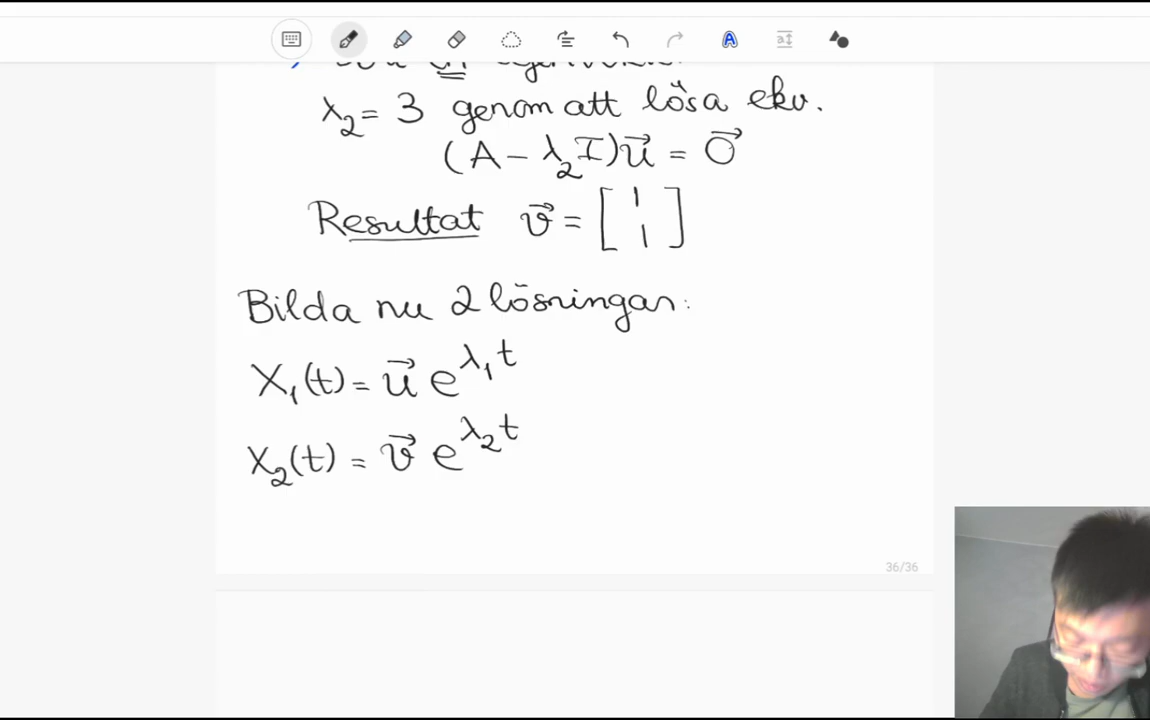 λ₂ = 3 genom att lösa ekv.
(A - λ₂I)u⃗ = 0⃗
Resultat v⃗ = [1 1]
Bilda nu 2 lösningar:
X₁(t) = u⃗ e^λ₁t
X₂(t) = v⃗ e^λ₂t
36/36